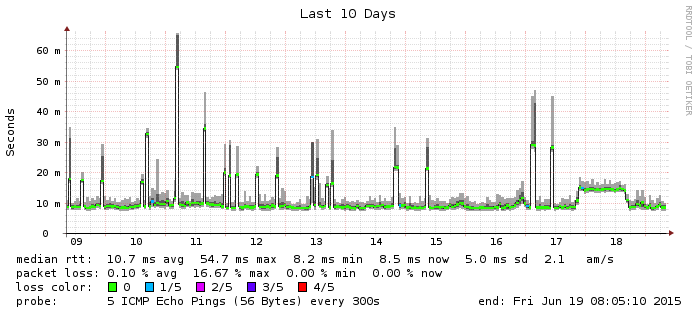 Last 10 Days
RRDTOOL / TOBI OETIKER
Seconds
60 m
50 m
40 m
30 m
20 m
10 m
0
09 10 11 12 13 14 15 16 17 18
median rtt: 10.7 ms avg 54.7 ms max 8.2 ms min 8.5 ms now 5.0 ms sd 2.1 am/s
packet loss: 0.10 % avg 16.67 % max 0.00 % min 0.00 % now
loss color: 0 1/5 2/5 3/5 4/5
probe: 5 ICMP Echo Pings (56 Bytes) every 300s end: Fri Jun 19 08:05:10 2015